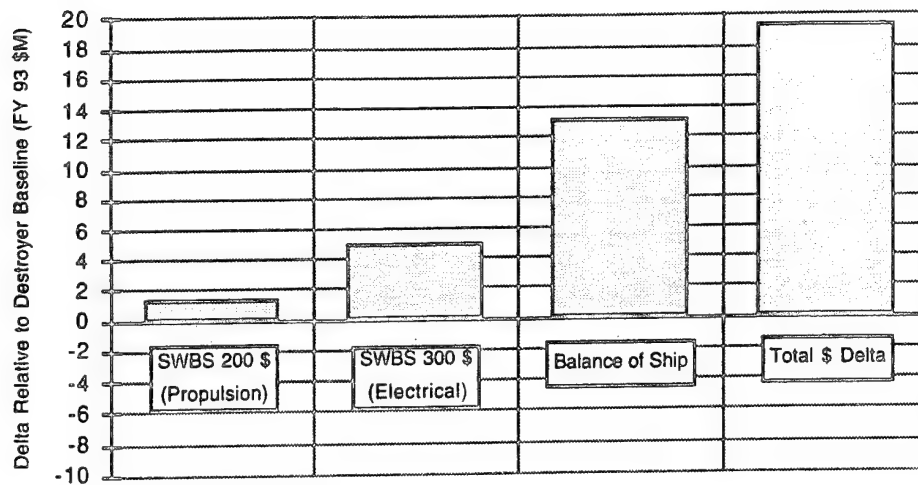 Delta Relative to Destroyer Baseline (FY 93 $M)
20
18
16
14
12
10
8
6
4
2
0
-2
-4
-6
-8
-10
SWBS 200 $
(Propulsion)
SWBS 300 $
(Electrical)
Balance of Ship
Total $ Delta